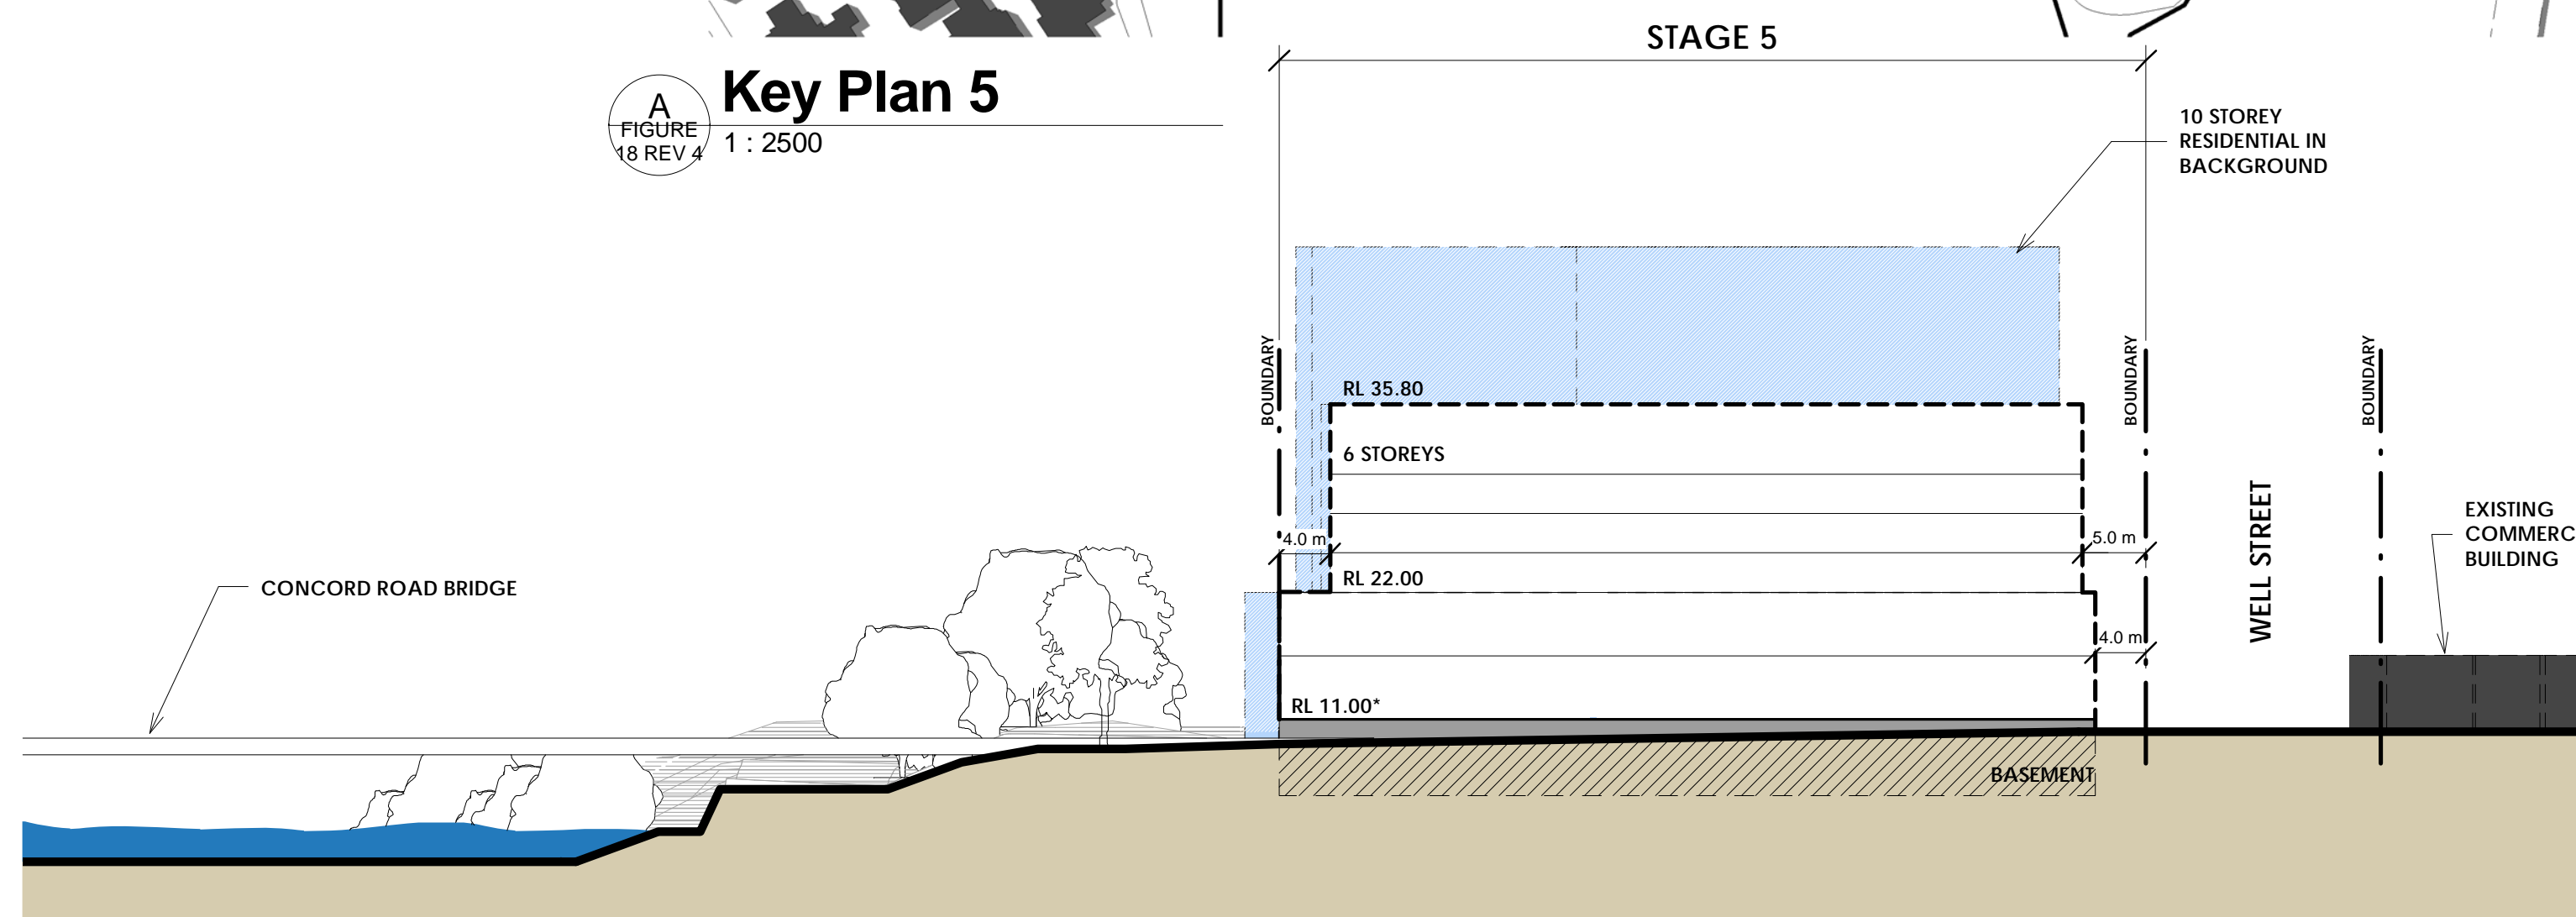 STAGE 5
A
FIGURE
18 REV 4
Key Plan 5
1 : 2500
10 STOREY
RESIDENTIAL IN
BACKGROUND
BOUNDARY
BOUNDARY
BOUNDARY
RL 35.80
6 STOREYS
4.0 m
5.0 m
RL 22.00
CONCORD ROAD BRIDGE
WELL STREET
EXISTING
COMMERC
BUILDING
4.0 m
RL 11.00*
BASEMENT